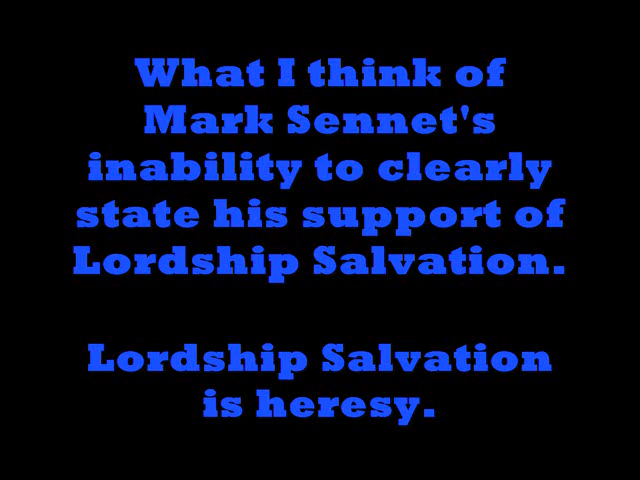 What I think of
Mark Sennet's
inability to clearly
state his support of
Lordship Salvation.
Lordship Salvation
is heresy.